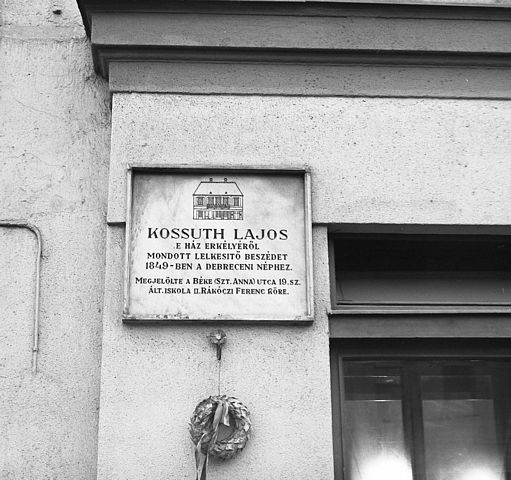 KOSSUTH LAJOS
E HÁZ ERKÉLYÉRŐL
MONDOTT LELKESITŐ BESZÉDET
1849-BEN A DEBRECENI NÉPHEZ.
MEGJELÖLTE A BÉKE (SZT. ANNA) UTCA 19. SZ.
ÁLT. ISKOLA II. RÁKÓCZI FERENC KÖRE.